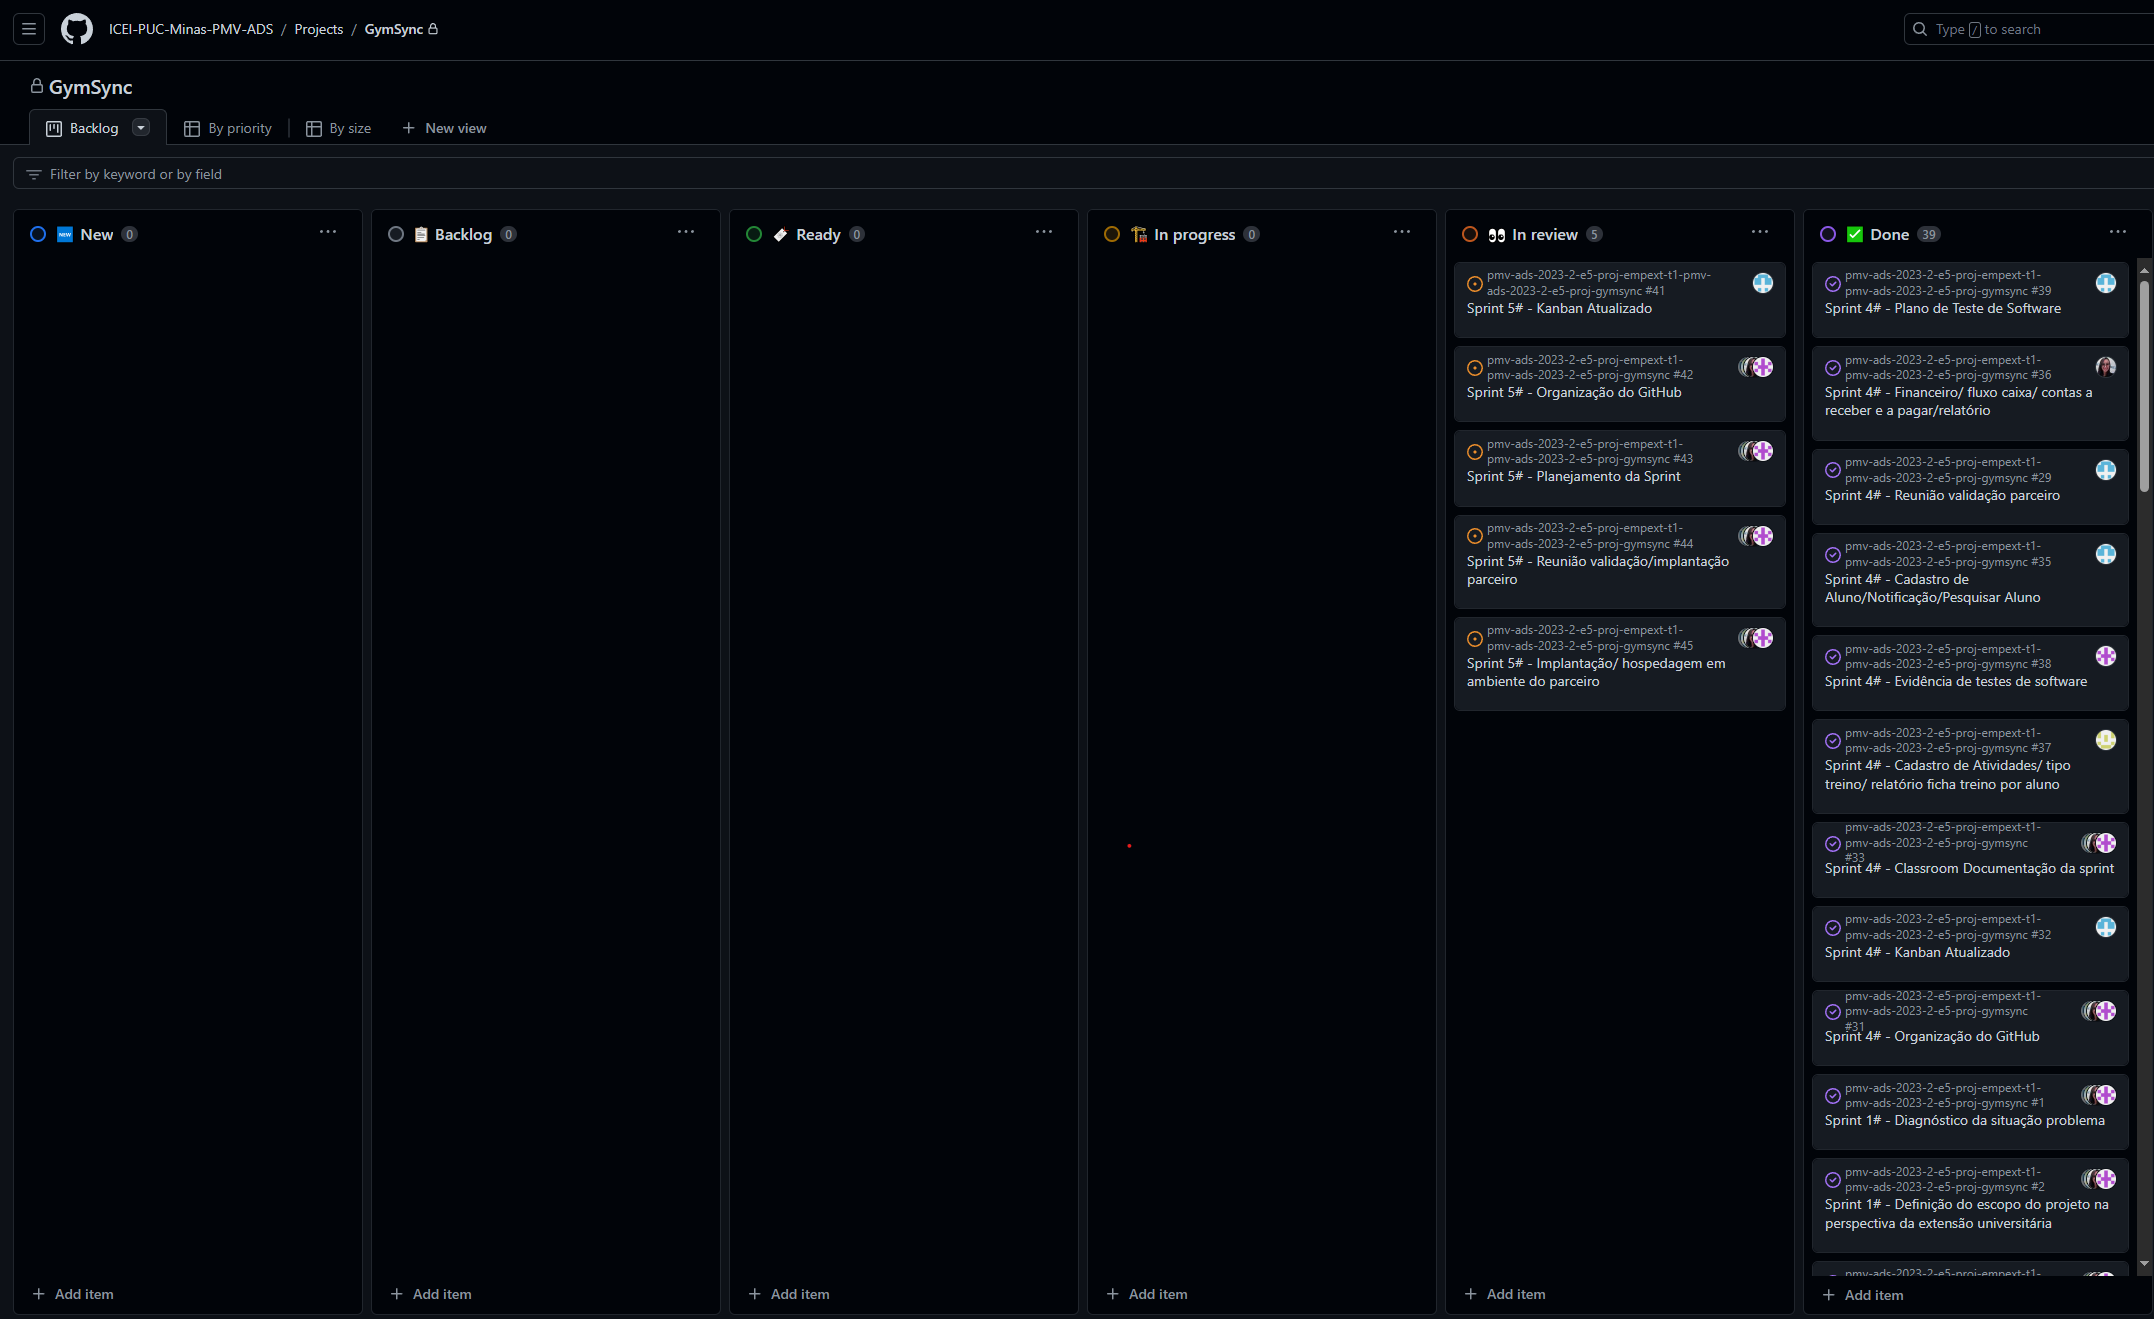 ICEI-PUC-Minas-PMV-ADS / Projects / GymSync
Type / to search
GymSync
Backlog
By priority
By size
New view
Filter by keyword or by field
NEW New 0
Backlog 0
Ready 0
In progress 0
In review 5
Done 39
pmv-ads-2023-2-e5-proj-empext-t1-pmv-
ads-2023-2-e5-proj-gymsync #41
Sprint 5# - Kanban Atualizado
pmv-ads-2023-2-e5-proj-empext-t1-
pmv-ads-2023-2-e5-proj-gymsync #42
Sprint 5# - Organização do GitHub
pmv-ads-2023-2-e5-proj-empext-t1-
pmv-ads-2023-2-e5-proj-gymsync #43
Sprint 5# - Planejamento da Sprint
pmv-ads-2023-2-e5-proj-empext-t1-
pmv-ads-2023-2-e5-proj-gymsync #44
Sprint 5# - Reunião validação/implantação
parceiro
pmv-ads-2023-2-e5-proj-empext-t1-
pmv-ads-2023-2-e5-proj-gymsync #45
Sprint 5# - Implantação/ hospedagem em
ambiente do parceiro
pmv-ads-2023-2-e5-proj-empext-t1-
pmv-ads-2023-2-e5-proj-gymsync #39
Sprint 4# - Plano de Teste de Software
pmv-ads-2023-2-e5-proj-empext-t1-
pmv-ads-2023-2-e5-proj-gymsync #36
Sprint 4# - Financeiro/ fluxo caixa/ contas a
receber e a pagar/relatório
pmv-ads-2023-2-e5-proj-empext-t1-
pmv-ads-2023-2-e5-proj-gymsync #29
Sprint 4# - Reunião validação parceiro
pmv-ads-2023-2-e5-proj-empext-t1-
pmv-ads-2023-2-e5-proj-gymsync #35
Sprint 4# - Cadastro de
Aluno/Notificação/Pesquisar Aluno
pmv-ads-2023-2-e5-proj-empext-t1-
pmv-ads-2023-2-e5-proj-gymsync #38
Sprint 4# - Evidência de testes de software
pmv-ads-2023-2-e5-proj-empext-t1-
pmv-ads-2023-2-e5-proj-gymsync #37
Sprint 4# - Cadastro de Atividades/ tipo
treino/ relatório ficha treino por aluno
pmv-ads-2023-2-e5-proj-empext-t1-
pmv-ads-2023-2-e5-proj-gymsync
#33
Sprint 4# - Classroom Documentação da sprint
pmv-ads-2023-2-e5-proj-empext-t1-
pmv-ads-2023-2-e5-proj-gymsync #32
Sprint 4# - Kanban Atualizado
pmv-ads-2023-2-e5-proj-empext-t1-
pmv-ads-2023-2-e5-proj-gymsync
#31
Sprint 4# - Organização do GitHub
pmv-ads-2023-2-e5-proj-empext-t1-
pmv-ads-2023-2-e5-proj-gymsync #1
Sprint 1# - Diagnóstico da situação problema
pmv-ads-2023-2-e5-proj-empext-t1-
pmv-ads-2023-2-e5-proj-gymsync #2
Sprint 1# - Definição do escopo do projeto na
perspectiva da extensão universitária
pmv-ads-2023-2-e5-proj-empext-t1-
Add item
Add item
Add item
Add item
Add item
Add item